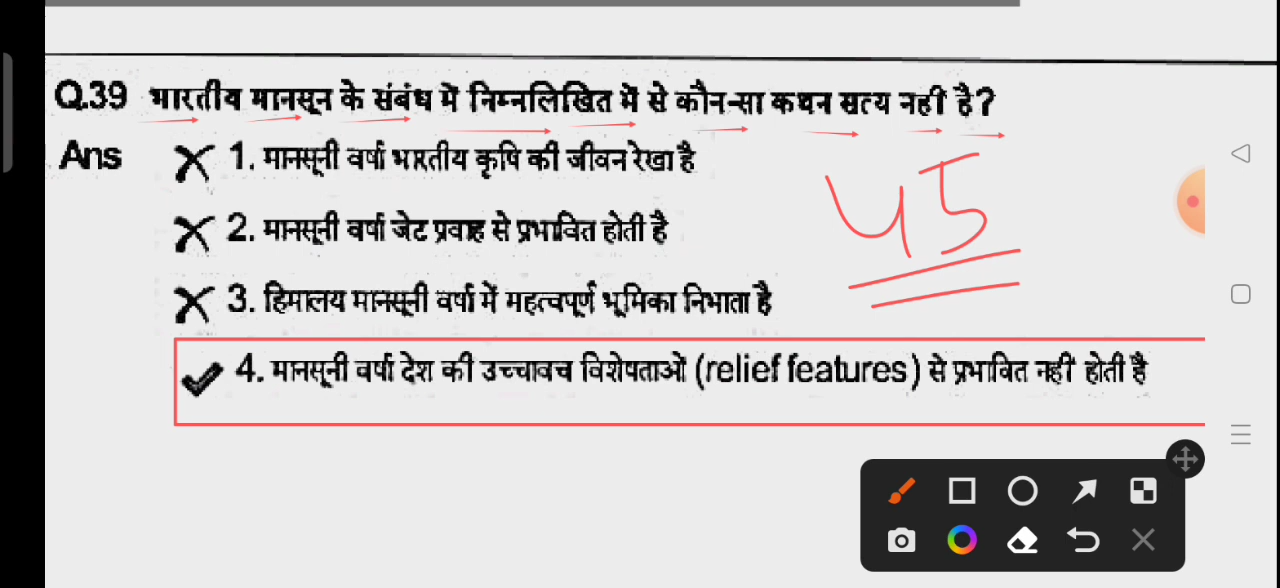 Q.39 भारतीय मानसून के संबंध में निम्नलिखित में से कौन-सा कथन सत्य नहीं है?
Ans 1. मानसूनी वर्षा भारतीय कृषि की जीवन रेखा है
2. मानसूनी वर्षा जेट प्रवाह से प्रभावित होती है
3. हिमालय मानसूनी वर्षा में महत्वपूर्ण भूमिका निभाता है
4. मानसूनी वर्षा देश की उच्चावच विशेषताओं (relief features) से प्रभावित नहीं होती है
45